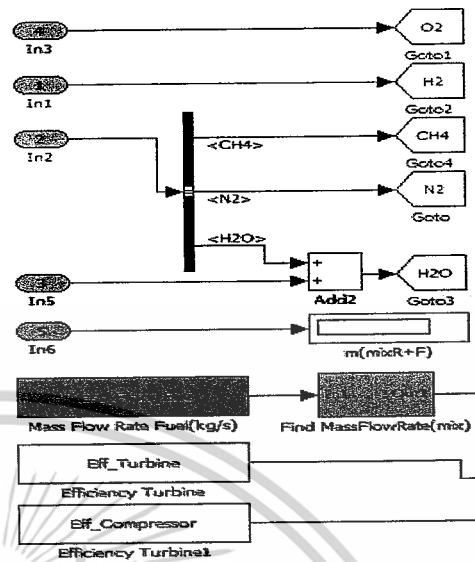 O2
In3
Goto1
H2
In1
Goto2
CH4
In2
<CH4>
Goto4
N2
<N2>
Goto
<H2O>
+
+
H2O
In5
Add2
Goto3
In6
m(mixR+F)
Mass Flow Rate Fuel(kg/s)
Find MassFlowRate(mix)
Eff_Turbine
Efficiency Turbine
Eff_Compressor
Efficiency Turbine1